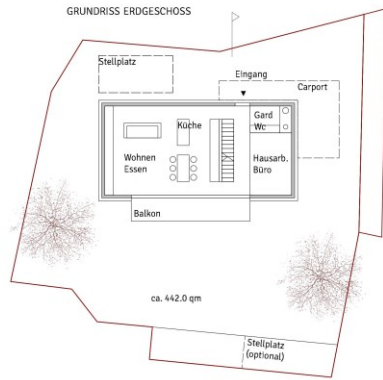 GRUNDRISS ERDGESCHOSS
Stellplatz
Eingang
Carport
Gard
Wc
Küche
Wohnen
Essen
Hausarb.
Büro
Balkon
ca. 442.0 qm
Stellplatz
(optional)